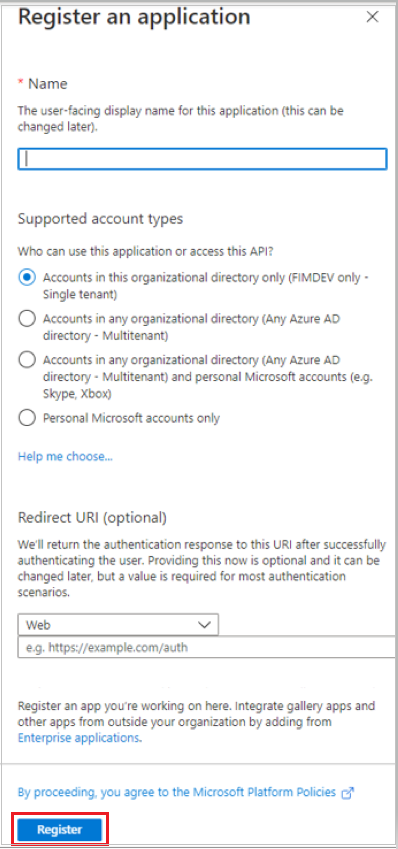 Register an application
* Name
The user-facing display name for this application (this can be
changed later).
Supported account types
Who can use this application or access this API?
Accounts in this organizational directory only (FIMDEV only -
Single tenant)
Accounts in any organizational directory (Any Azure AD
directory - Multitenant)
Accounts in any organizational directory (Any Azure AD
directory - Multitenant) and personal Microsoft accounts (e.g.
Skype, Xbox)
Personal Microsoft accounts only
Help me choose...
Redirect URI (optional)
We'll return the authentication response to this URI after successfully
authenticating the user. Providing this now is optional and it can be
changed later, but a value is required for most authentication
scenarios.
Web
e.g. https://example.com/auth
Register an app you're working on here. Integrate gallery apps and
other apps from outside your organization by adding from
Enterprise applications.
By proceeding, you agree to the Microsoft Platform Policies
Register